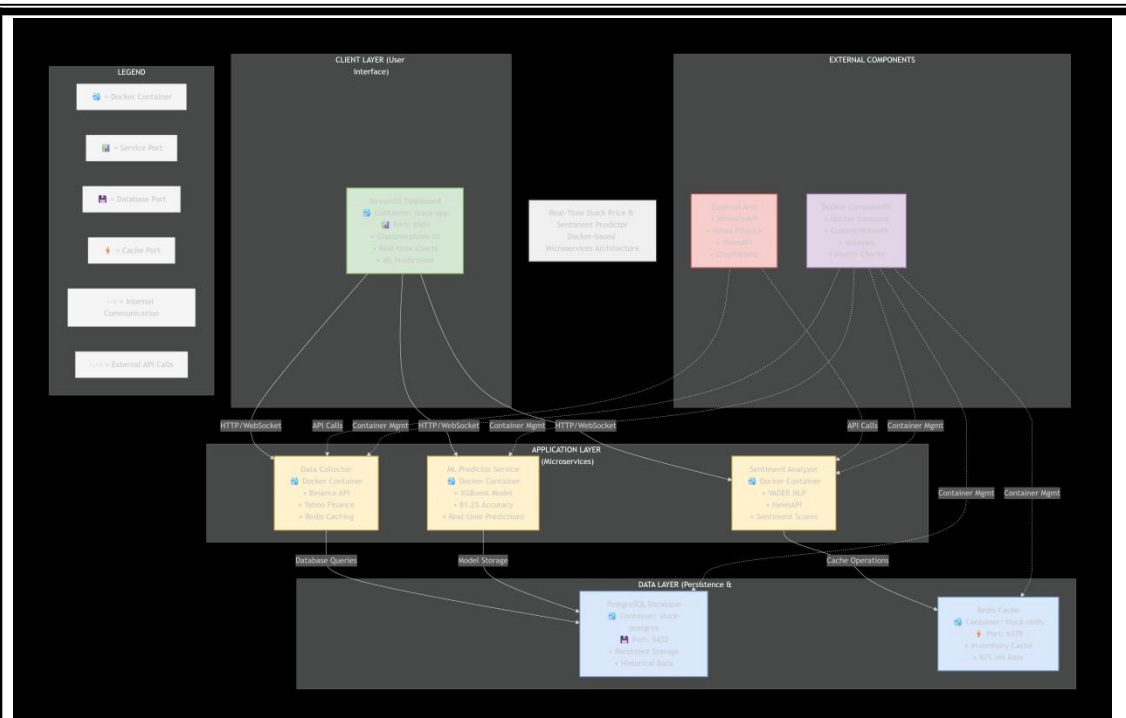 LEGEND
= Docker Container
= Service Port
= Database Port
= Cache Port
--> = Internal
Communication
-.-> = External API Calls
CLIENT LAYER (User
Interface)
Streamlit Dashboard
Container: stock-app
Port: 8501
• Glassmorphism UI
• Real-time Charts
• ML Predictions
Real-Time Stock Price &
Sentiment Predictor
Docker-based
Microservices Architecture
EXTERNAL COMPONENTS
External APIs
• Binance API
• Yahoo Finance
• NewsAPI
Docker Components
• Docker Compose
• Custom Network
• Volumes
• Health Checks
HTTP/WebSocket
API Calls
Container Mgmt
HTTP/WebSocket
Container Mgmt
HTTP/WebSocket
API Calls
Container Mgmt
APPLICATION LAYER
(Microservices)
Data Collector
Docker Container
• Binance API
• Yahoo Finance
• Redis Caching
ML Predictor Service
Docker Container
• XGBoost Model
• 81.2% Accuracy
• Real-time Predictions
Sentiment Analyzer
Docker Container
• VADER NLP
• NewsAPI
• Sentiment Scores
Container Mgmt
Container Mgmt
Database Queries
Model Storage
Cache Operations
DATA LAYER (Persistence &
PostgreSQL Database
Container: stock-
postgres
Port: 5432
• Persistent Storage
• Historical Data
Redis Cache
Container: stock-redis
Port: 6379
• In-memory Cache
• 92% Hit Rate